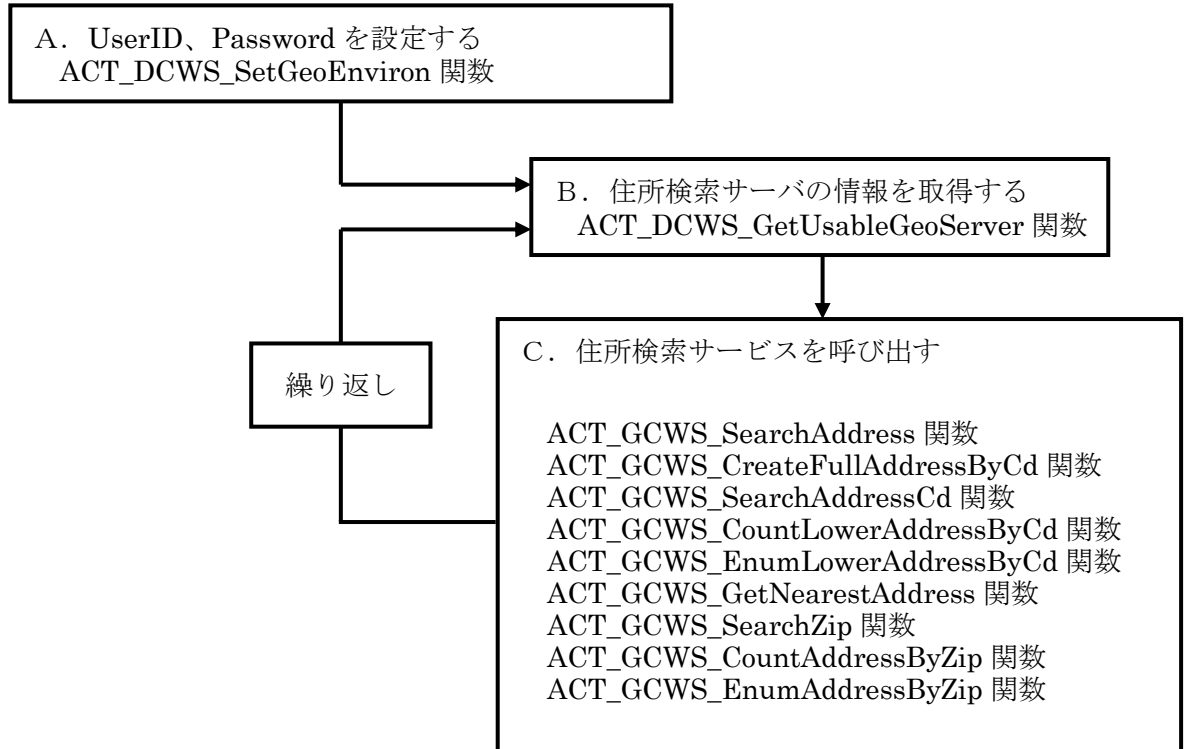 A．UserID、Password を設定する
ACT_DCWS_SetGeoEnviron 関数
B．住所検索サーバの情報を取得する
ACT_DCWS_GetUsableGeoServer 関数
繰り返し
C．住所検索サービスを呼び出す
ACT_GCWS_SearchAddress 関数
ACT_GCWS_CreateFullAddressByCd 関数
ACT_GCWS_SearchAddressCd 関数
ACT_GCWS_CountLowerAddressByCd 関数
ACT_GCWS_EnumLowerAddressByCd 関数
ACT_GCWS_GetNearestAddress 関数
ACT_GCWS_SearchZip 関数
ACT_GCWS_CountAddressByZip 関数
ACT_GCWS_EnumAddressByZip 関数